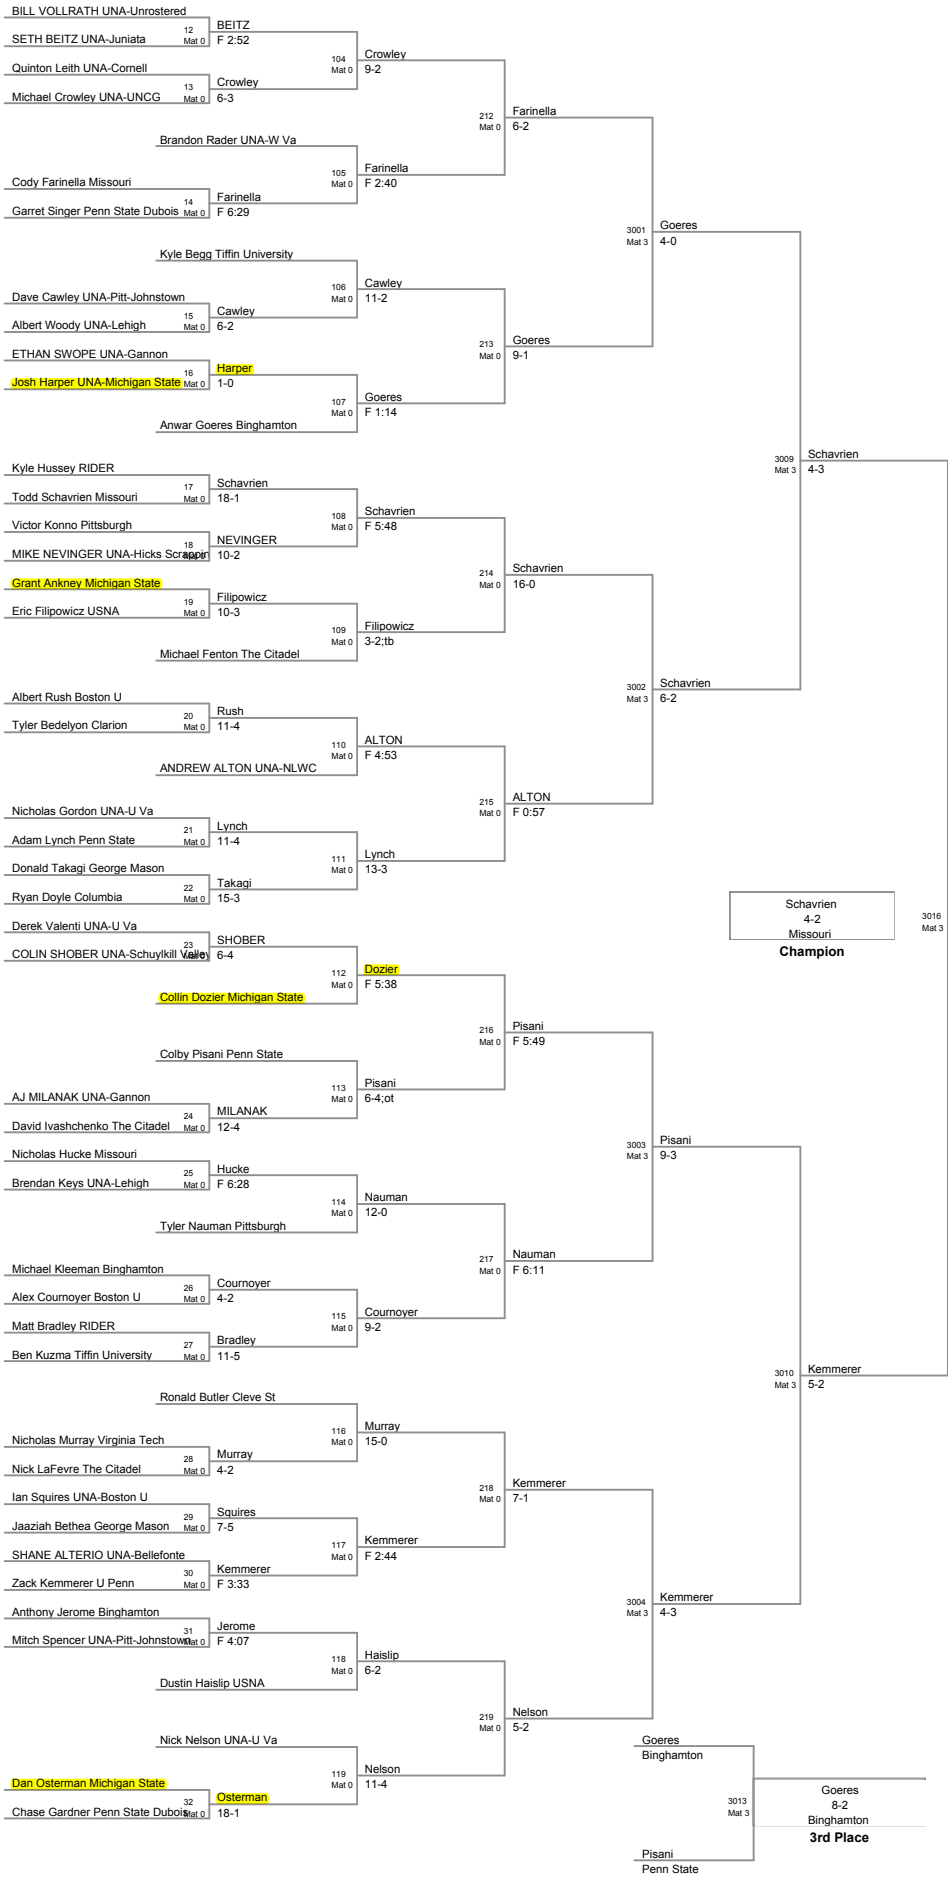 BILL VOLLRATH UNA-Unrostered
12 BEITZ
SETH BEITZ UNA-Juniata Mat 0 F 2:52
104 Crowley
Mat 0 9-2
Quinton Leith UNA-Cornell
13 Crowley
Michael Crowley UNA-UNCG Mat 0 6-3
212 Farinella
Mat 0 6-2
Brandon Rader UNA-W Va
105 Farinella
Mat 0 F 2:40
Cody Farinella Missouri
14 Farinella
Garret Singer Penn State Dubois Mat 0 F 6:29
3001 Goeres
Mat 3 4-0
Kyle Begg Tiffin University
106 Cawley
Mat 0 11-2
Dave Cawley UNA-Pitt-Johnstown
15 Cawley
Albert Woody UNA-Lehigh Mat 0 6-2
213 Goeres
Mat 0 9-1
ETHAN SWOPE UNA-Gannon
16 Harper
Josh Harper UNA-Michigan State Mat 0 1-0
107 Goeres
Mat 0 F 1:14
Anwar Goeres Binghamton
3009 Schavrien
Mat 3 4-3
Kyle Hussey RIDER
17 Schavrien
Todd Schavrien Missouri Mat 0 18-1
108 Schavrien
Mat 0 F 5:48
Victor Konno Pittsburgh
18 NEVINGER
MIKE NEVINGER UNA-Hicks Scrappin Mat 0 10-2
214 Schavrien
Mat 0 16-0
Grant Ankney Michigan State
19 Filipowicz
Eric Filipowicz USNA Mat 0 10-3
109 Filipowicz
Mat 0 3-2;tb
Michael Fenton The Citadel
3002 Schavrien
Mat 3 6-2
Albert Rush Boston U
20 Rush
Tyler Bedelyon Clarion Mat 0 11-4
110 ALTON
Mat 0 F 4:53
ANDREW ALTON UNA-NLWC
215 ALTON
Mat 0 F 0:57
Nicholas Gordon UNA-U Va
21 Lynch
Adam Lynch Penn State Mat 0 11-4
111 Lynch
Mat 0 13-3
Donald Takagi George Mason
22 Takagi
Ryan Doyle Columbia Mat 0 15-3
Schavrien
4-2
Missouri
Champion
3016
Mat 3
Derek Valenti UNA-U Va
23 SHOBER
COLIN SHOBER UNA-Schuylkill Valley Mat 0 6-4
112 Dozier
Mat 0 F 5:38
Collin Dozier Michigan State
216 Pisani
Mat 0 F 5:49
Colby Pisani Penn State
113 Pisani
Mat 0 6-4;ot
AJ MILANAK UNA-Gannon
24 MILANAK
David Ivashchenko The Citadel Mat 0 12-4
3003 Pisani
Mat 3 9-3
Nicholas Hucke Missouri
25 Hucke
Brendan Keys UNA-Lehigh Mat 0 F 6:28
114 Nauman
Mat 0 12-0
Tyler Nauman Pittsburgh
217 Nauman
Mat 0 F 6:11
Michael Kleeman Binghamton
26 Cournoyer
Alex Cournoyer Boston U Mat 0 4-2
115 Cournoyer
Mat 0 9-2
Matt Bradley RIDER
27 Bradley
Ben Kuzma Tiffin University Mat 0 11-5
3010 Kemmerer
Mat 3 5-2
Ronald Butler Cleve St
116 Murray
Mat 0 15-0
Nicholas Murray Virginia Tech
28 Murray
Nick LaFevre The Citadel Mat 0 4-2
218 Kemmerer
Mat 0 7-1
Ian Squires UNA-Boston U
29 Squires
Jaaziah Bethea George Mason Mat 0 7-5
117 Kemmerer
Mat 0 F 2:44
SHANE ALTERIO UNA-Bellefonte
30 Kemmerer
Zack Kemmerer U Penn Mat 0 F 3:33
3004 Kemmerer
Mat 3 4-3
Anthony Jerome Binghamton
31 Jerome
Mitch Spencer UNA-Pitt-Johnstown Mat 0 F 4:07
118 Haislip
Mat 0 6-2
Dustin Haislip USNA
219 Nelson
Mat 0 5-2
Nick Nelson UNA-U Va
119 Nelson
Mat 0 11-4
Dan Osterman Michigan State
32 Osterman
Chase Gardner Penn State Dubois Mat 0 18-1
Goeres
Binghamton
3013 Goeres
Mat 3 8-2
Binghamton
3rd Place
Pisani
Penn State